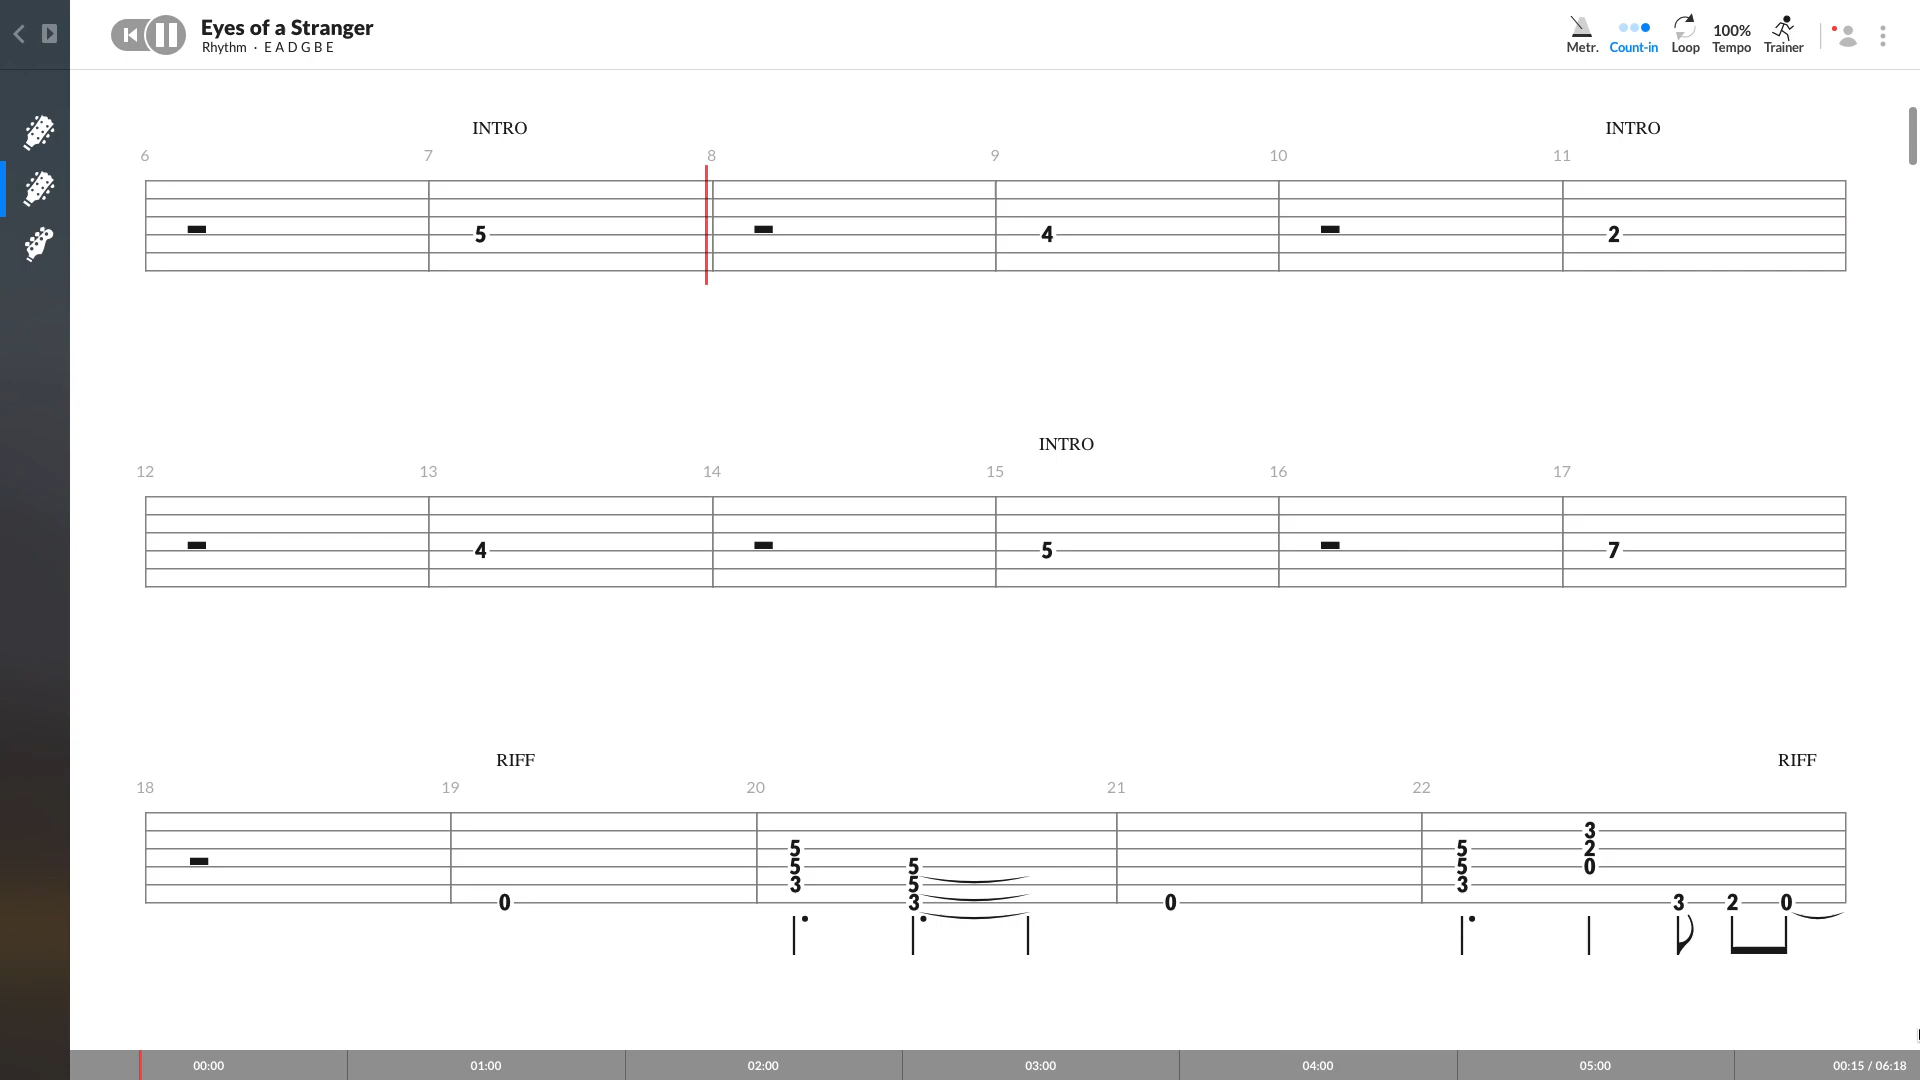 Eyes of a Stranger
Rhythm · E A D G B E
Metr.
Count-in
Loop
100%
Tempo
Trainer
INTRO INTRO
6 7 8 9 10 11
5 4 2
INTRO
12 13 14 15 16 17
4 5 7
RIFF RIFF
18 19 20 21 22
3
5 5 2
5 5 5 3 0
3 5 3
0 3 0 3 2 0
00:00 01:00 02:00 03:00 04:00 05:00 00:15 / 06:18